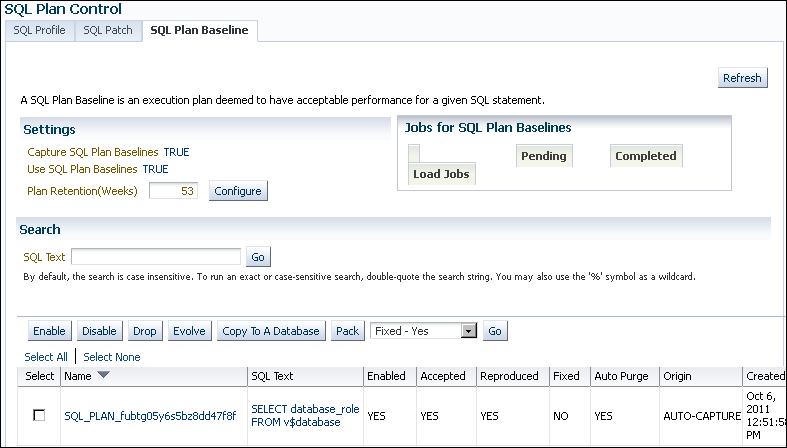 SQL Plan Control
SQL Profile SQL Patch SQL Plan Baseline
Refresh
A SQL Plan Baseline is an execution plan deemed to have acceptable performance for a given SQL statement.
Settings
Capture SQL Plan Baselines TRUE
Use SQL Plan Baselines TRUE
Plan Retention(Weeks) 53 Configure
Jobs for SQL Plan Baselines
Pending Completed
Load Jobs
Search
SQL Text Go
By default, the search is case insensitive. To run an exact or case-sensitive search, double-quote the search string. You may also use the '%' symbol as a wildcard.
Enable Disable Drop Evolve Copy To A Database Pack Fixed - Yes Go
Select All Select None
Select Name SQL Text Enabled Accepted Reproduced Fixed Auto Purge Origin Created
SQL_PLAN_fubtg05y6s5bz8dd47f8f SELECT database_role FROM v$database YES YES YES NO YES AUTO-CAPTURE Oct 6, 2011 12:51:58 PM